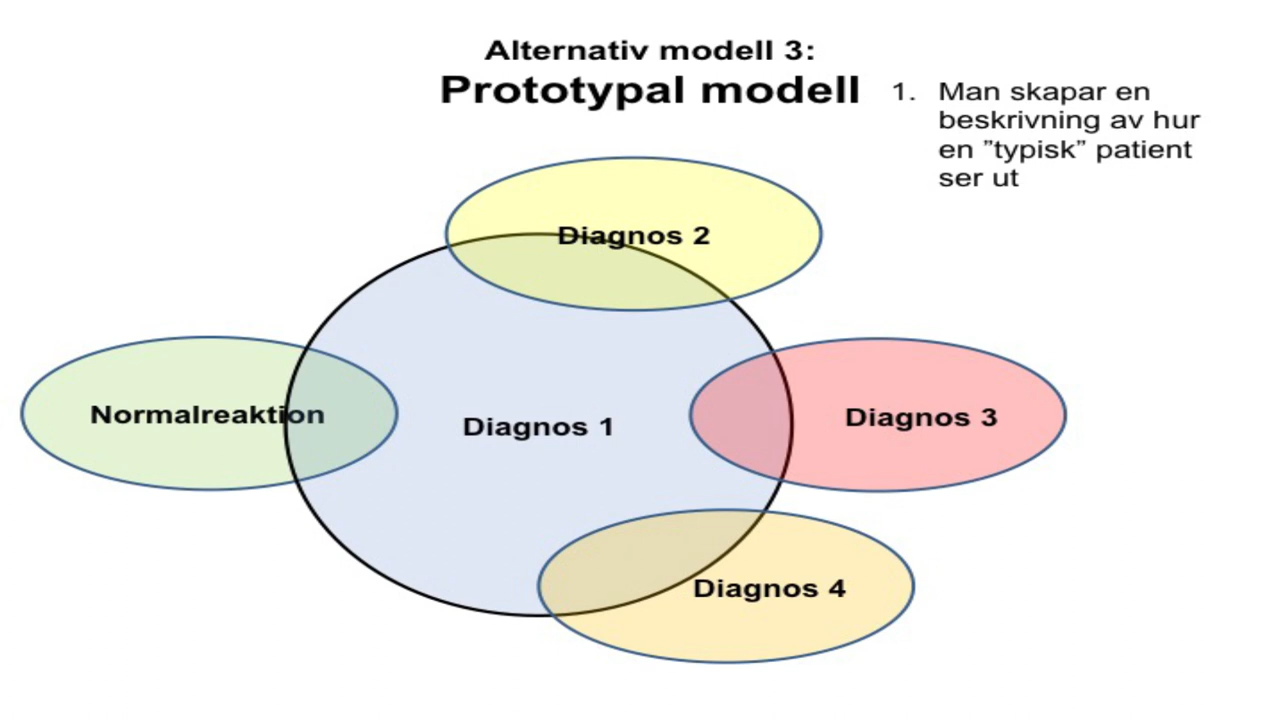 Alternativ modell 3:
Prototypal modell
1. Man skapar en
beskrivning av hur
en ”typisk” patient
ser ut
Diagnos 2
Normalreaktion
Diagnos 1
Diagnos 3
Diagnos 4